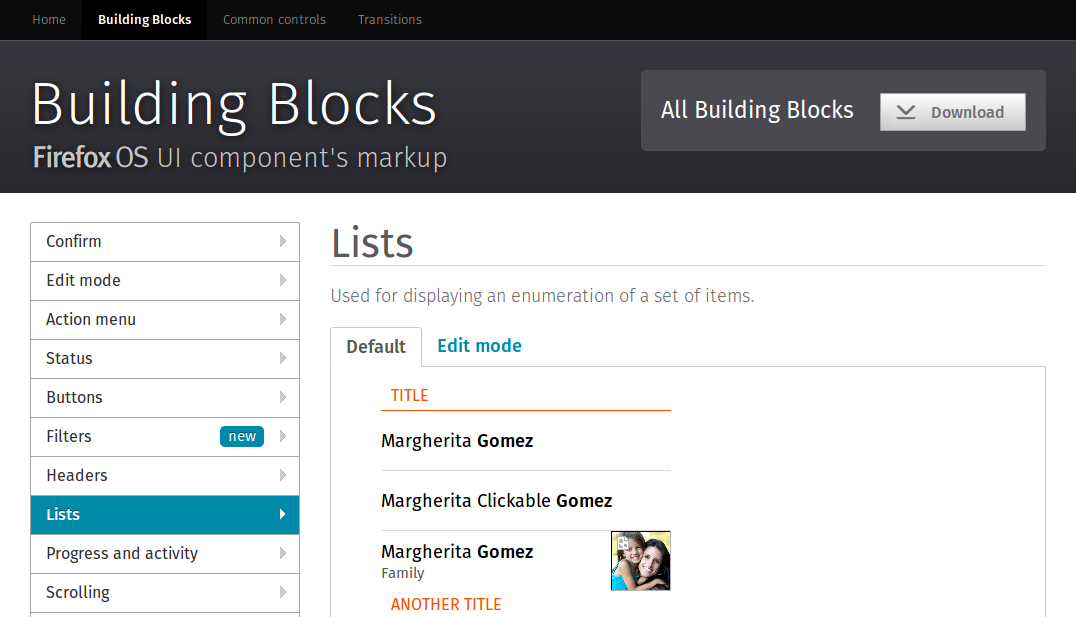 Home Building Blocks Common controls Transitions
Building Blocks
Firefox OS UI component's markup
All Building Blocks Download
Confirm
Edit mode
Action menu
Status
Buttons
Filters new
Headers
Lists
Progress and activity
Scrolling
Lists
Used for displaying an enumeration of a set of items.
Default Edit mode
TITLE
Margherita Gomez
Margherita Clickable Gomez
Margherita Gomez
Family
ANOTHER TITLE